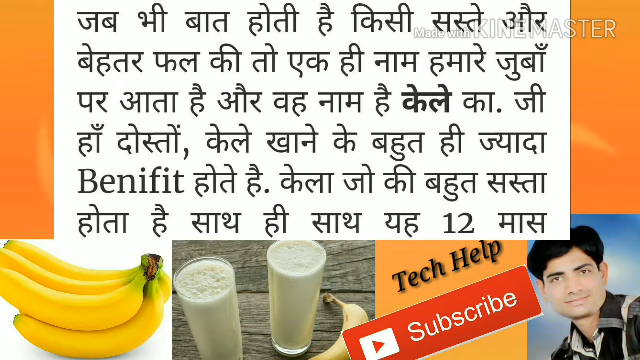 जब भी बात होती है किसी सस्ते और
Made with KINEMASTER
बेहतर फल की तो एक ही नाम हमारे जुबाँ
पर आता है और वह नाम है केले का. जी
हाँ दोस्तों, केले खाने के बहुत ही ज्यादा
Benifit होते है. केला जो की बहुत सस्ता
होता है साथ ही साथ यह 12 मास
Tech Help
Subscribe